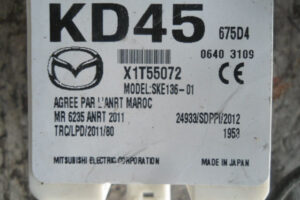 KD45 675D4
0640 3109
X1T55072 CE
MODEL:SKE136-01
AGREE PAR L'ANRT MAROC
MR 6235 ANRT 2011 24933/SDPPI/2012
TRC/LPD/2011/80 1953
MITSUBISHI ELECTRIC CORPORATION MADE IN JAPAN